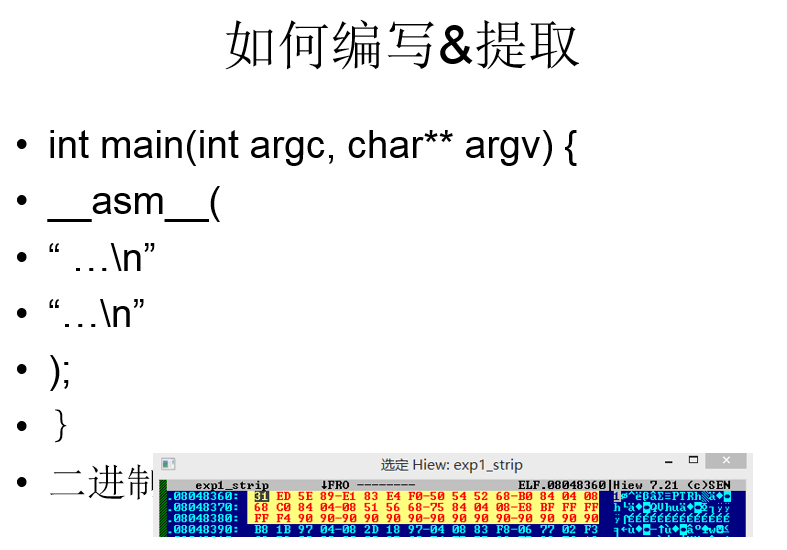 如何编写&提取
• int main(int argc, char** argv) {
• __asm__(
• “ …\n”
• “…\n”
• );
• }
• 二进制
选定 Hiew: exp1_strip
exp1_strip ↓FRO -------- ELF.08048360|Hiew 7.21 (c)SEN
.08048360: 31 ED 5E 89-E1 83 E4 F0-50 54 52 68-B0 84 04 08
.08048370: 68 C0 84 04-08 51 56 68-75 84 04 08-E8 BF FF FF
.08048380: FF F4 90 90-90 90 90 90-90 90 90 90-90 90 90 90
.08048390: B8 1B 97 04-08 2D 18 97-04 08 83 F8-06 77 02 F3